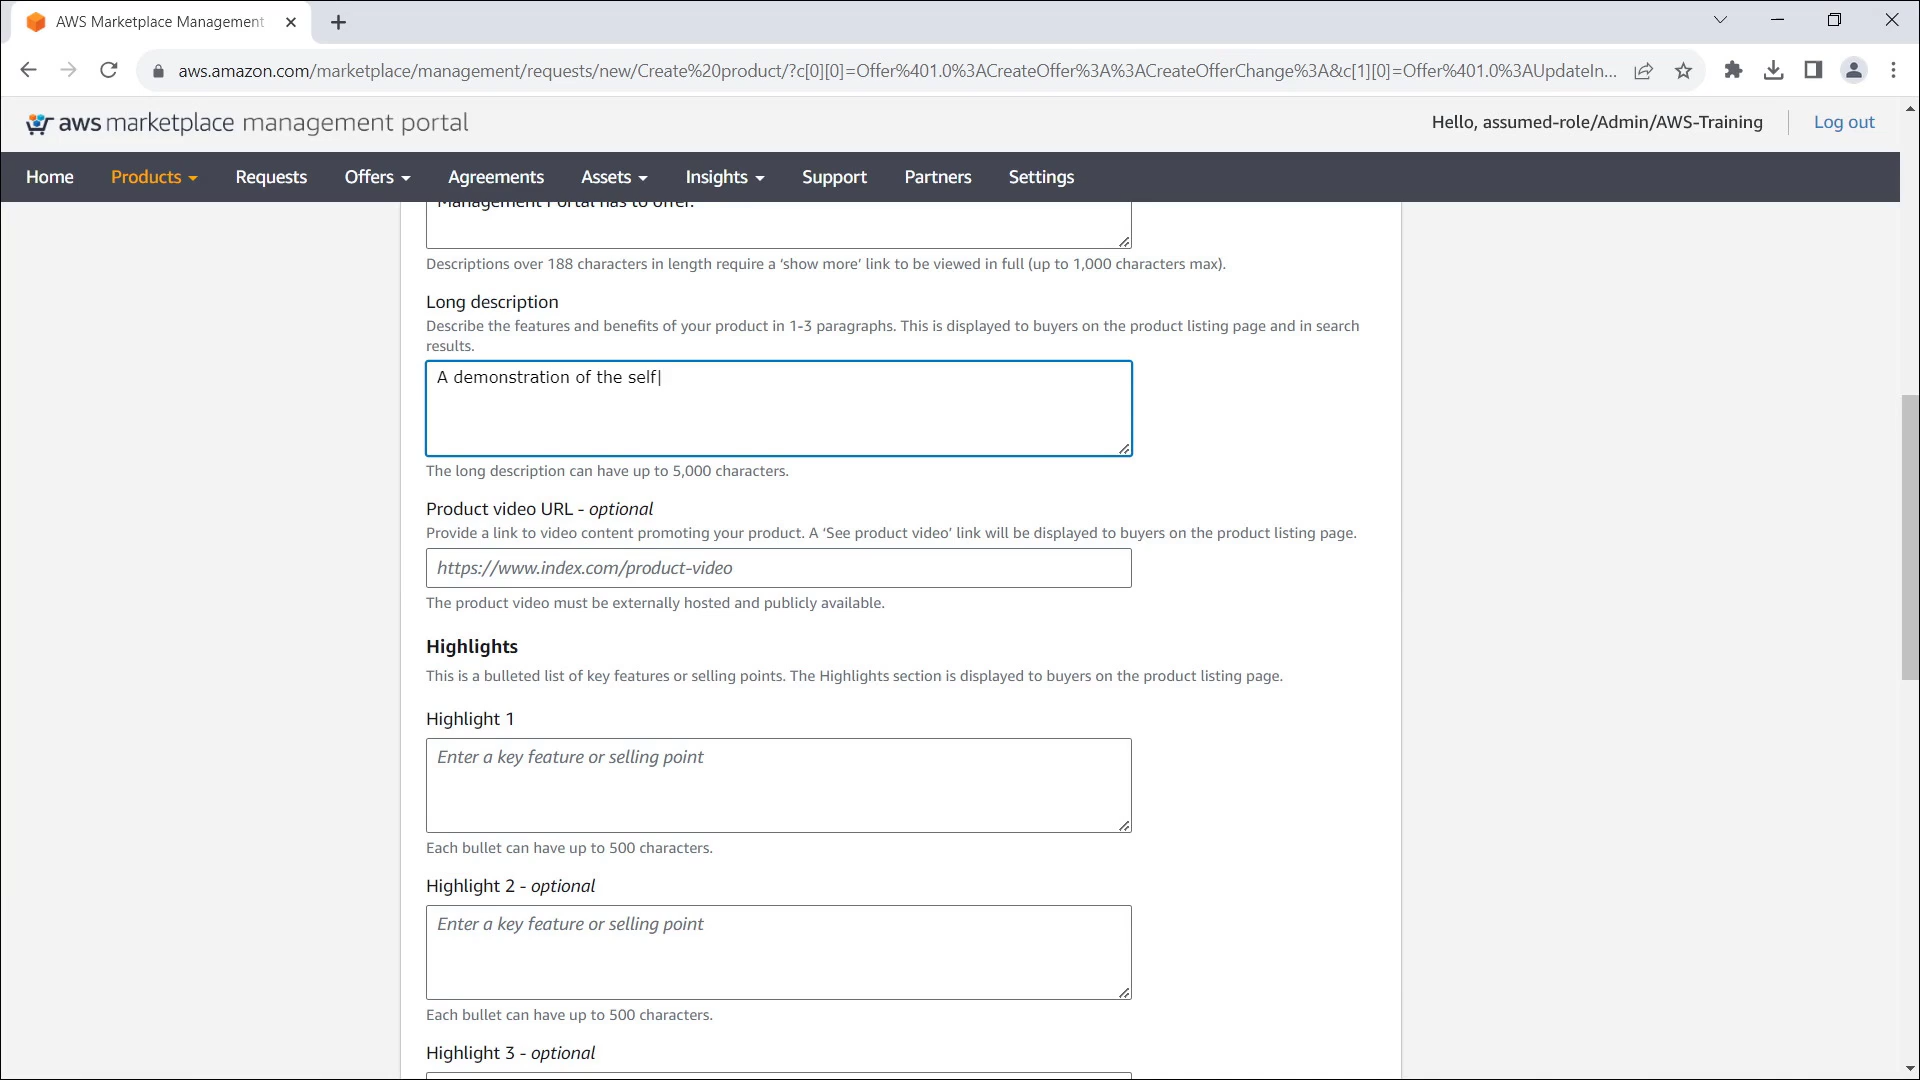 AWS Marketplace Management
aws.amazon.com/marketplace/management/requests/new/Create%20product/?c[0][0]=Offer%401.0%3ACreateOffer%3A%3ACreateOfferChange%3A&c[1][0]=Offer%401.0%3AUpdateIn...
aws marketplace management portal
Hello, assumed-role/Admin/AWS-Training
Log out
Home Products Requests Offers Agreements Assets Insights Support Partners Settings
Management Portal has to offer.
Descriptions over 188 characters in length require a ‘show more’ link to be viewed in full (up to 1,000 characters max).
Long description
Describe the features and benefits of your product in 1-3 paragraphs. This is displayed to buyers on the product listing page and in search
results.
A demonstration of the self
The long description can have up to 5,000 characters.
Product video URL - optional
Provide a link to video content promoting your product. A ‘See product video’ link will be displayed to buyers on the product listing page.
https://www.index.com/product-video
The product video must be externally hosted and publicly available.
Highlights
This is a bulleted list of key features or selling points. The Highlights section is displayed to buyers on the product listing page.
Highlight 1
Enter a key feature or selling point
Each bullet can have up to 500 characters.
Highlight 2 - optional
Enter a key feature or selling point
Each bullet can have up to 500 characters.
Highlight 3 - optional